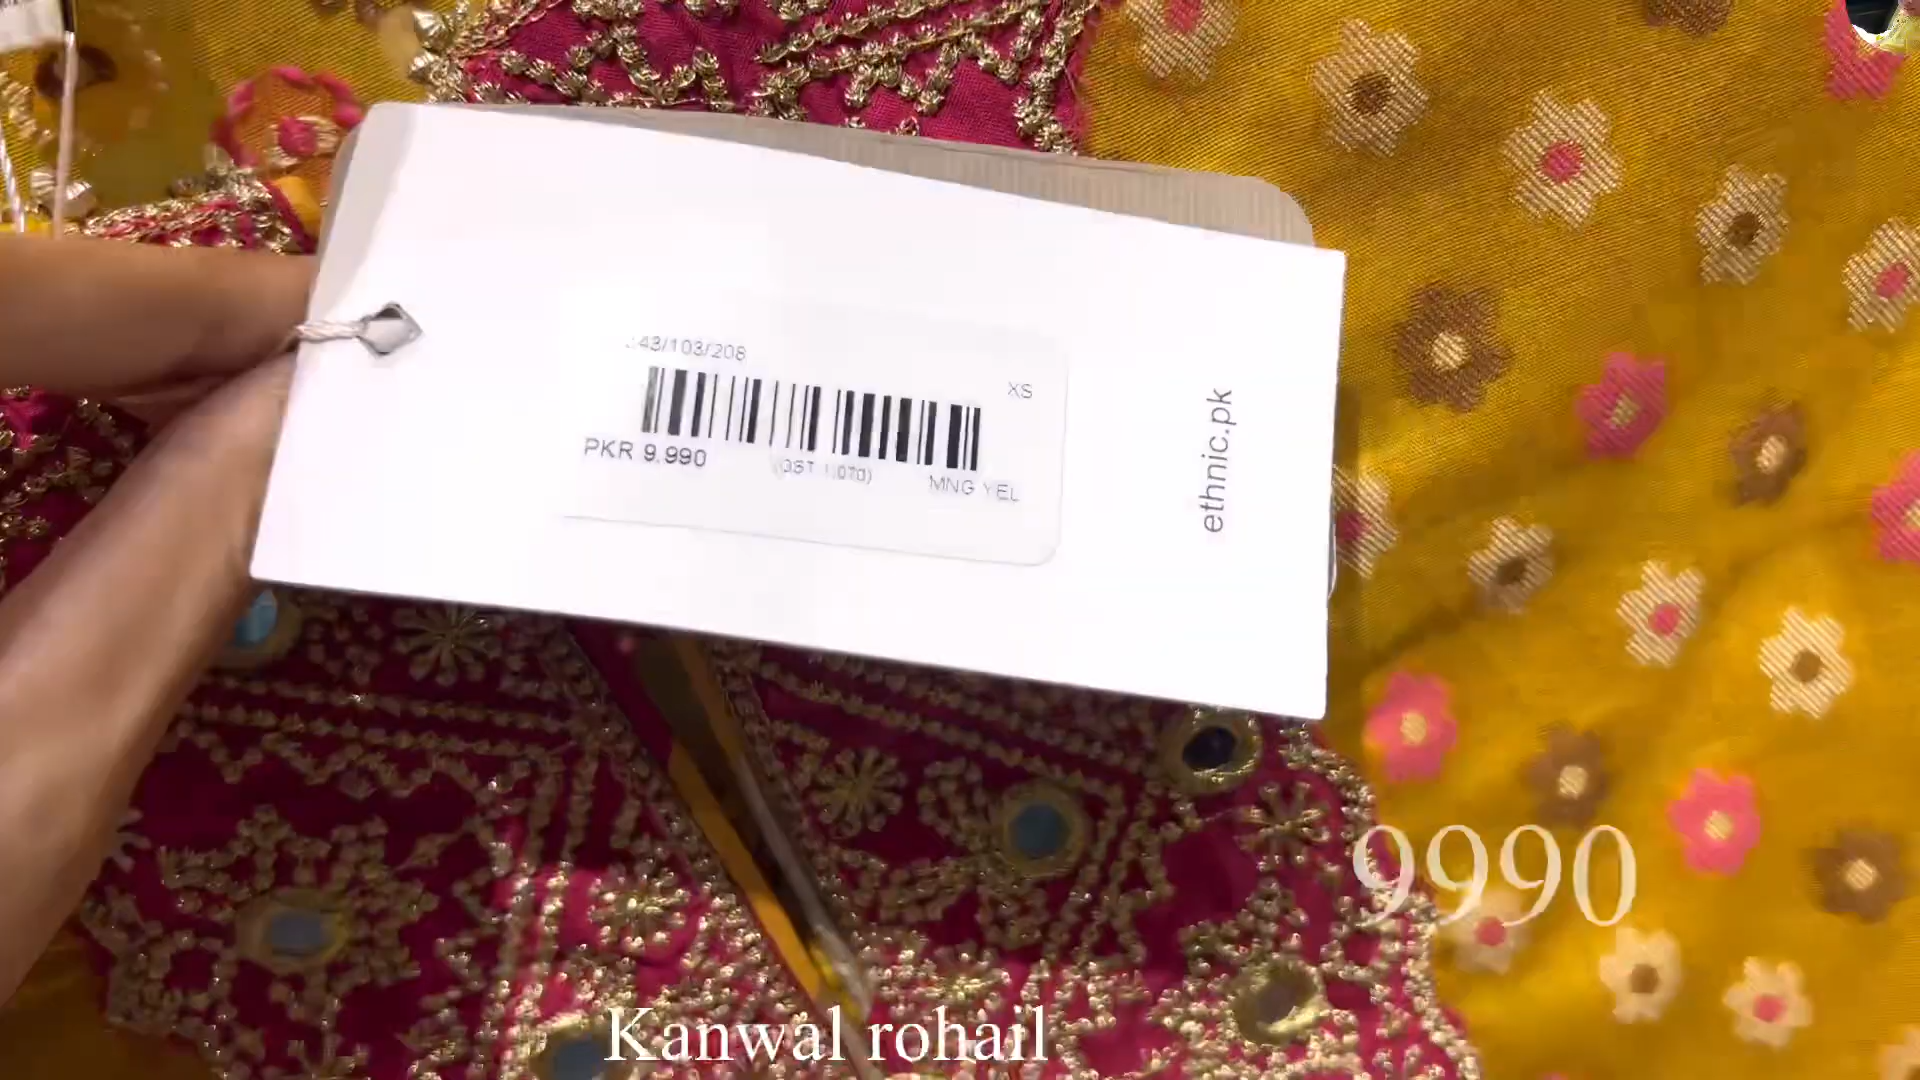 43/103/208
XS
PKR 9,990
MNG YEL
ethnic.pk
9990
Kanwal rohail